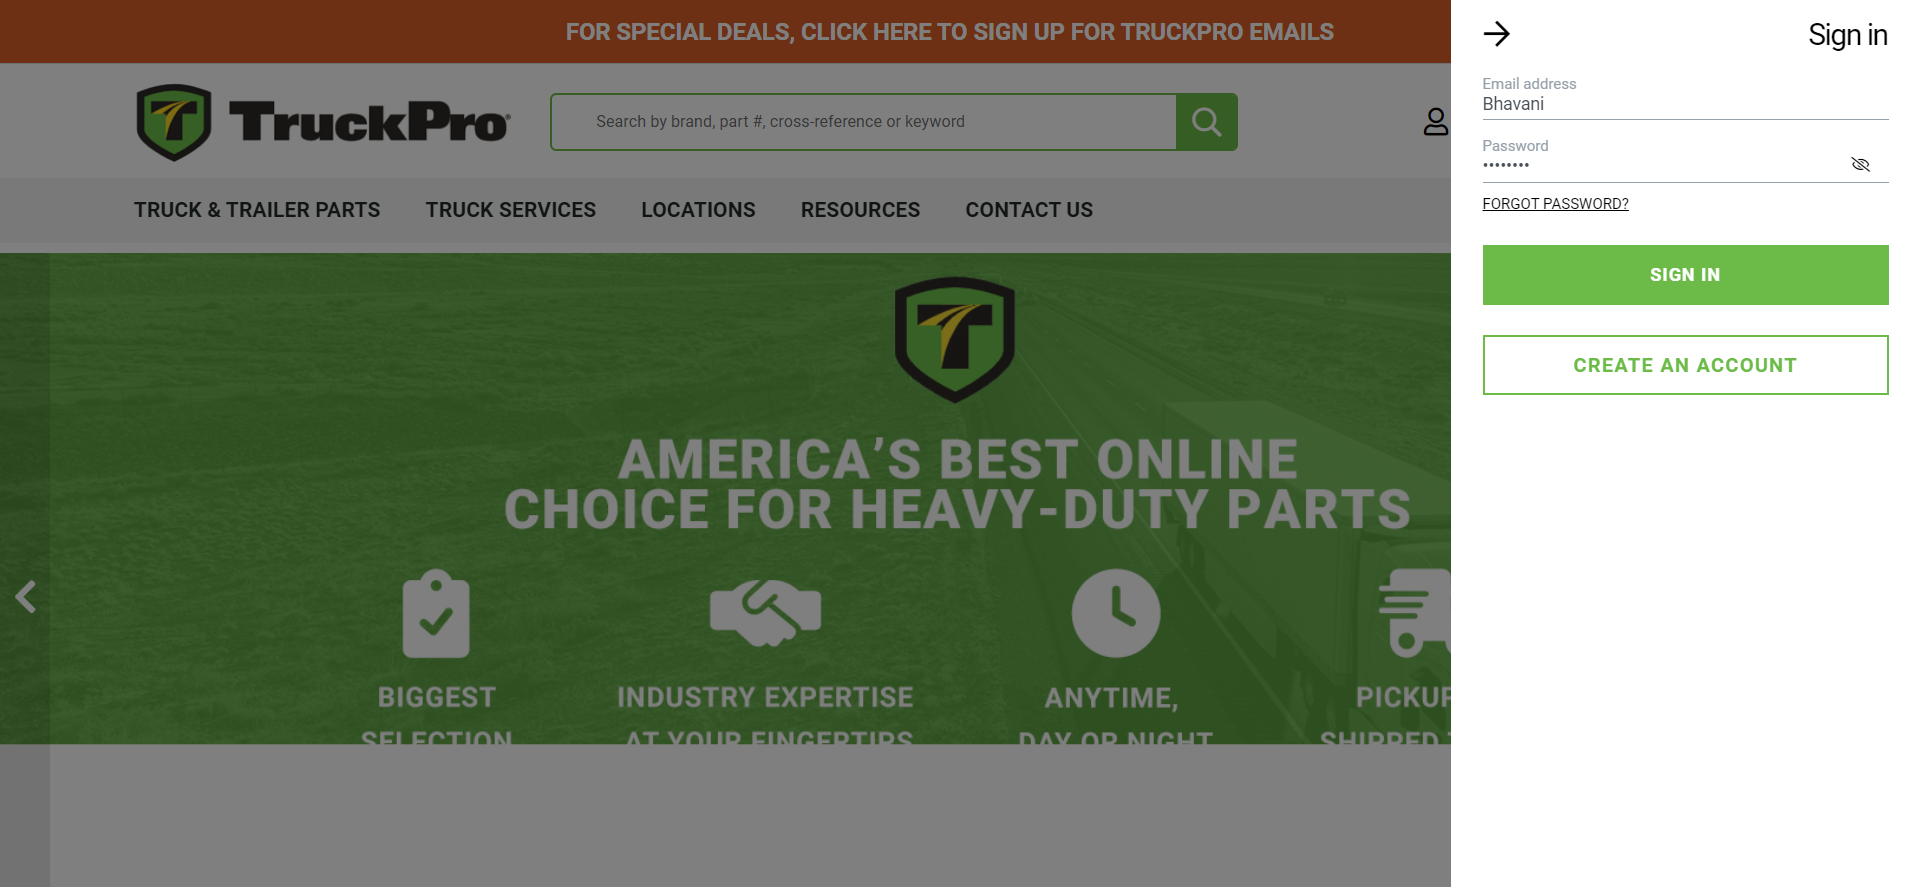 FOR SPECIAL DEALS, CLICK HERE TO SIGN UP FOR TRUCKPRO EMAILS
TruckPro®
Search by brand, part #, cross-reference or keyword
TRUCK & TRAILER PARTS
TRUCK SERVICES
LOCATIONS
RESOURCES
CONTACT US
AMERICA'S BEST ONLINE
CHOICE FOR HEAVY-DUTY PARTS
BIGGEST
SELECTION
INDUSTRY EXPERTISE
AT YOUR FINGERTIPS
ANYTIME,
DAY OR NIGHT
PICKUP
SHIPPED
Sign in
Email address
Bhavani
Password
••••••••
FORGOT PASSWORD?
SIGN IN
CREATE AN ACCOUNT